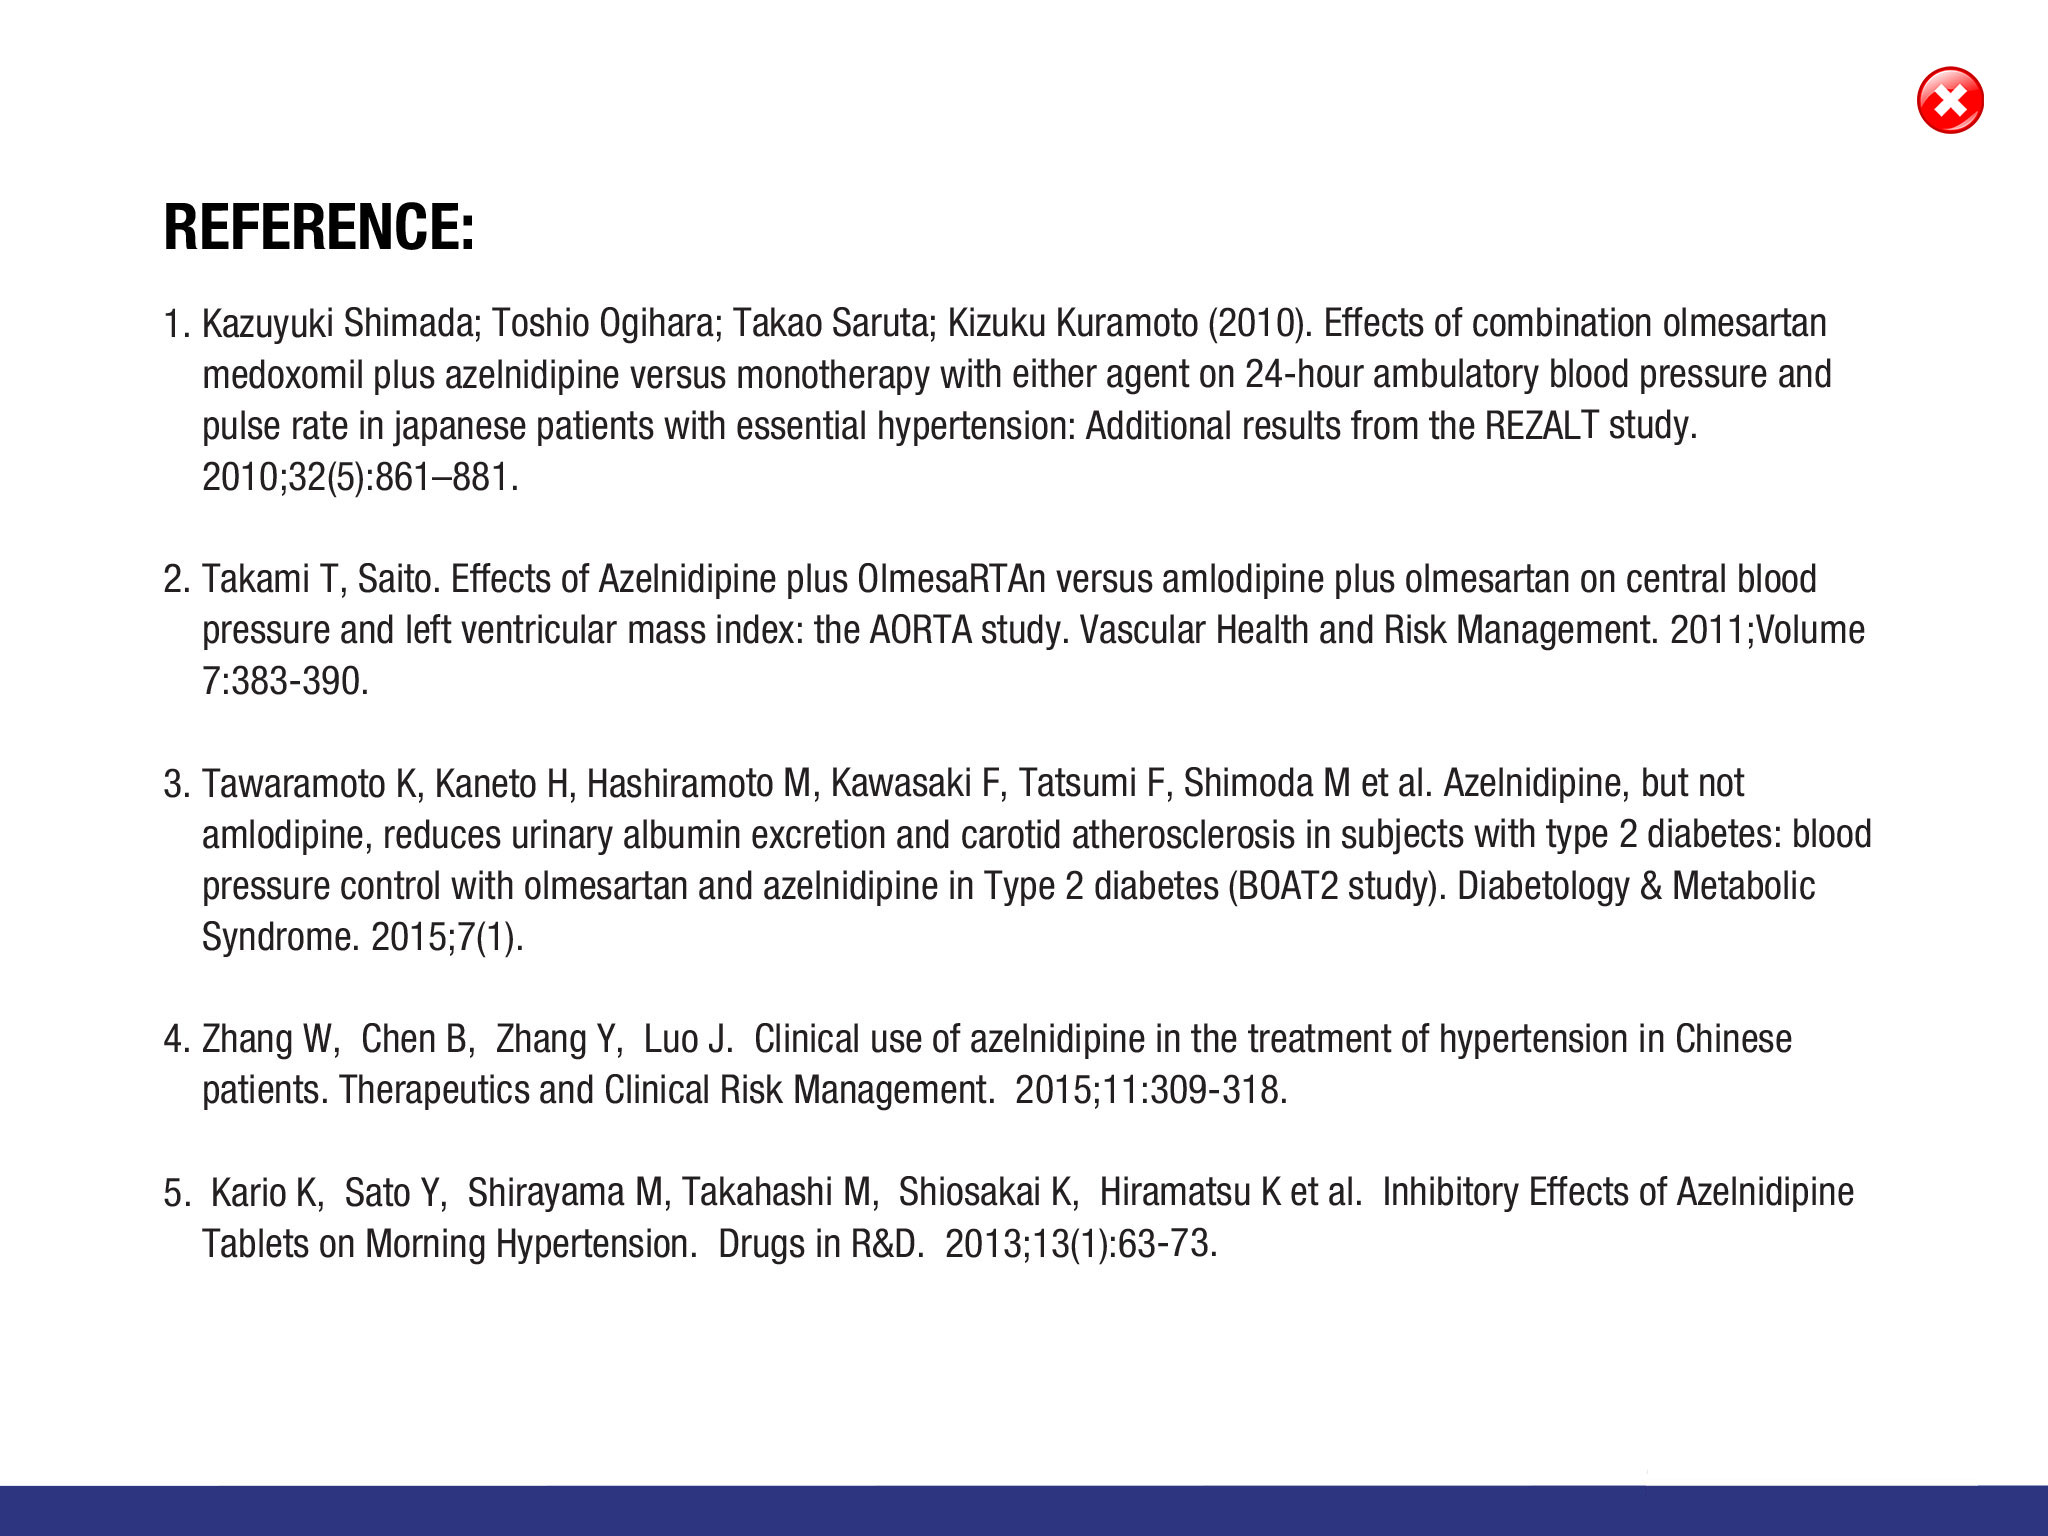 REFERENCE:
1. Kazuyuki Shimada; Toshio Ogihara; Takao Saruta; Kizuku Kuramoto (2010). Effects of combination olmesartan
medoxomil plus azelnidipine versus monotherapy with either agent on 24-hour ambulatory blood pressure and
pulse rate in japanese patients with essential hypertension: Additional results from the REZALT study.
2010;32(5):861–881.
2. Takami T, Saito. Effects of Azelnidipine plus OlmesaRTAn versus amlodipine plus olmesartan on central blood
pressure and left ventricular mass index: the AORTA study. Vascular Health and Risk Management. 2011;Volume
7:383-390.
3. Tawaramoto K, Kaneto H, Hashiramoto M, Kawasaki F, Tatsumi F, Shimoda M et al. Azelnidipine, but not
amlodipine, reduces urinary albumin excretion and carotid atherosclerosis in subjects with type 2 diabetes: blood
pressure control with olmesartan and azelnidipine in Type 2 diabetes (BOAT2 study). Diabetology & Metabolic
Syndrome. 2015;7(1).
4. Zhang W, Chen B, Zhang Y, Luo J. Clinical use of azelnidipine in the treatment of hypertension in Chinese
patients. Therapeutics and Clinical Risk Management. 2015;11:309-318.
5. Kario K, Sato Y, Shirayama M, Takahashi M, Shiosakai K, Hiramatsu K et al. Inhibitory Effects of Azelnidipine
Tablets on Morning Hypertension. Drugs in R&D. 2013;13(1):63-73.